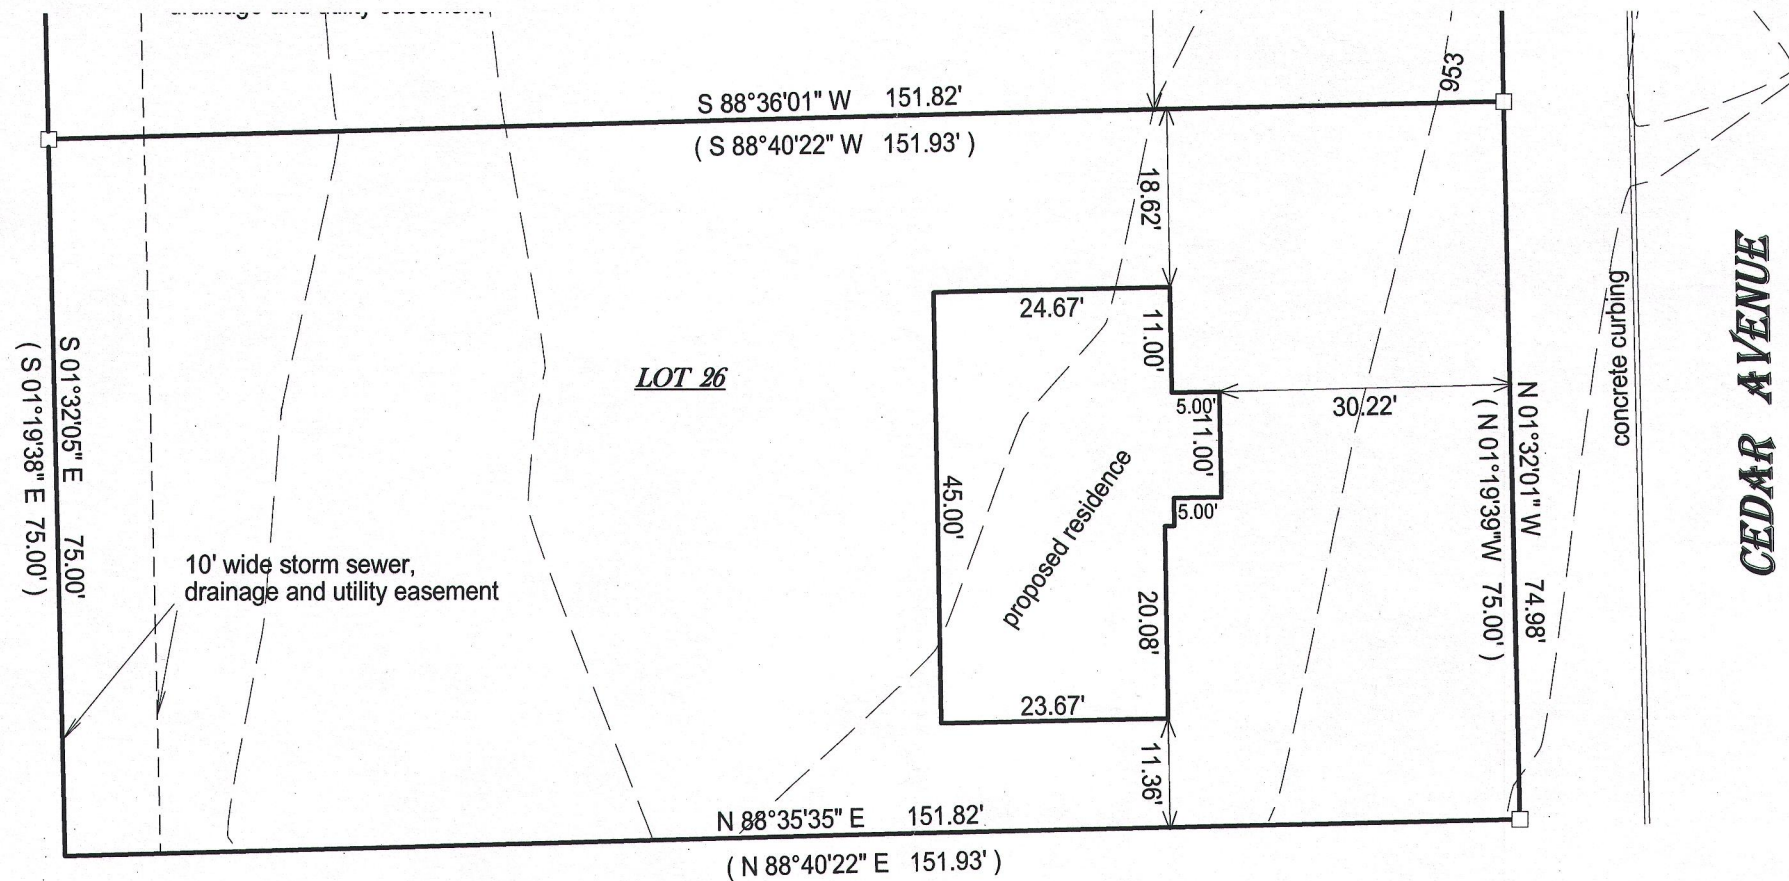 drainage and utility easement
953
S 88°36'01" W 151.82'
( S 88°40'22" W 151.93' )
18.62'
CEDAR AVENUE
concrete curbing
24.67'
11.00'
LOT 26
5.00'
30.22'
11.00'
5.00'
S 01°32'05" E 75.00'
( S 01°19'38" E 75.00' )
N 01°32'01" W 74.98'
( N 01°19'39"W 75.00' )
45.00'
proposed residence
10' wide storm sewer,
drainage and utility easement
20.08'
23.67'
11.36'
N 88°35'35" E 151.82'
( N 88°40'22" E 151.93' )